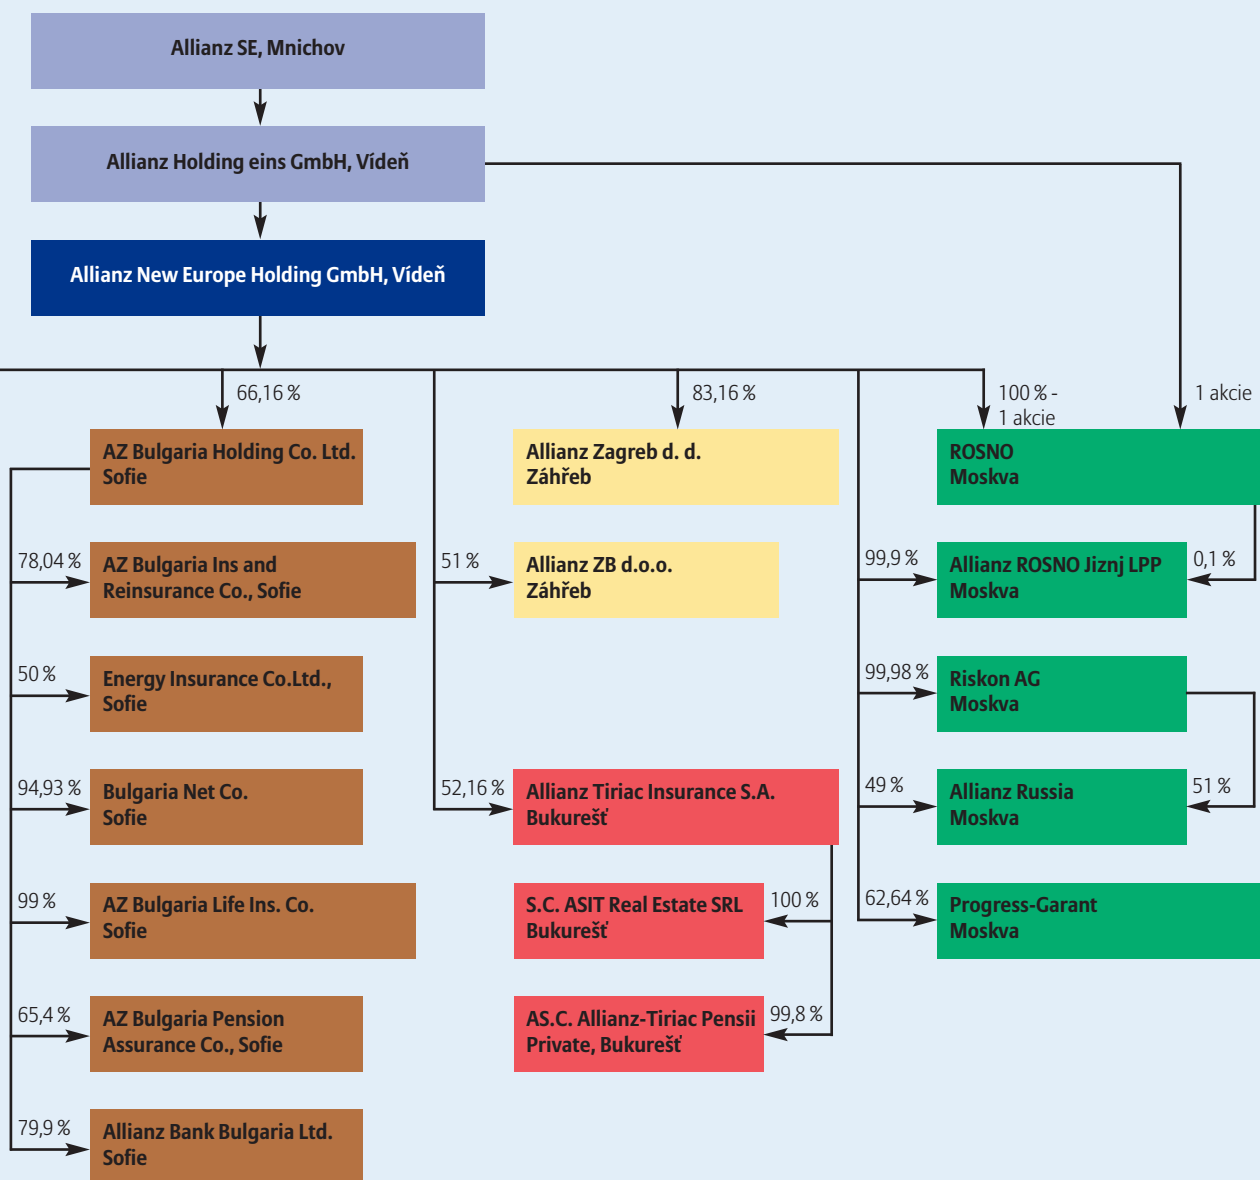 Allianz SE, Mnichov
Allianz Holding eins GmbH, Vídeň
Allianz New Europe Holding GmbH, Vídeň
66,16 %
83,16 %
100 % -
1 akcie
1 akcie
AZ Bulgaria Holding Co. Ltd.
Sofie
Allianz Zagreb d. d.
Záhřeb
ROSNO
Moskva
78,04 %
AZ Bulgaria Ins and
Reinsurance Co., Sofie
51 %
Allianz ZB d.o.o.
Záhřeb
99,9 %
Allianz ROSNO Jiznj LPP
Moskva
0,1 %
50 %
Energy Insurance Co.Ltd.,
Sofie
99,98 %
Riskon AG
Moskva
94,93 %
Bulgaria Net Co.
Sofie
52,16 %
Allianz Tiriac Insurance S.A.
Bukurešť
49 %
Allianz Russia
Moskva
51 %
99 %
AZ Bulgaria Life Ins. Co.
Sofie
S.C. ASIT Real Estate SRL
Bukurešť
100 %
62,64 %
Progress-Garant
Moskva
65,4 %
AZ Bulgaria Pension
Assurance Co., Sofie
AS.C. Allianz-Tiriac Pensii
Private, Bukurešť
99,8 %
79,9 %
Allianz Bank Bulgaria Ltd.
Sofie